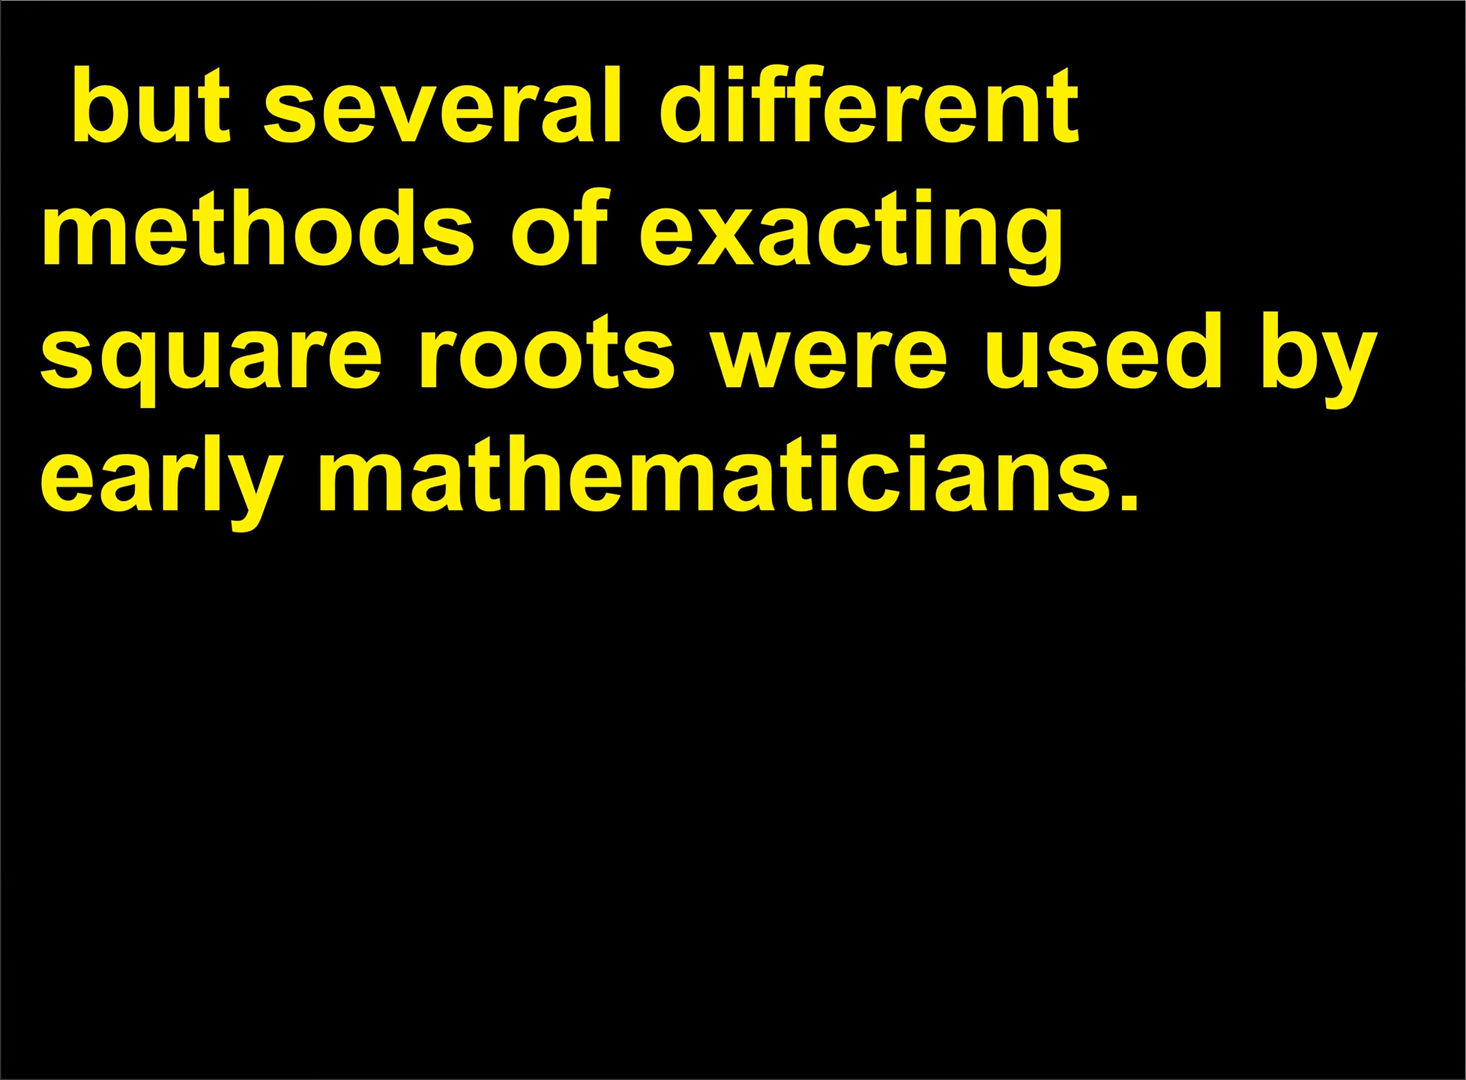 but several different
methods of exacting
square roots were used by
early mathematicians.